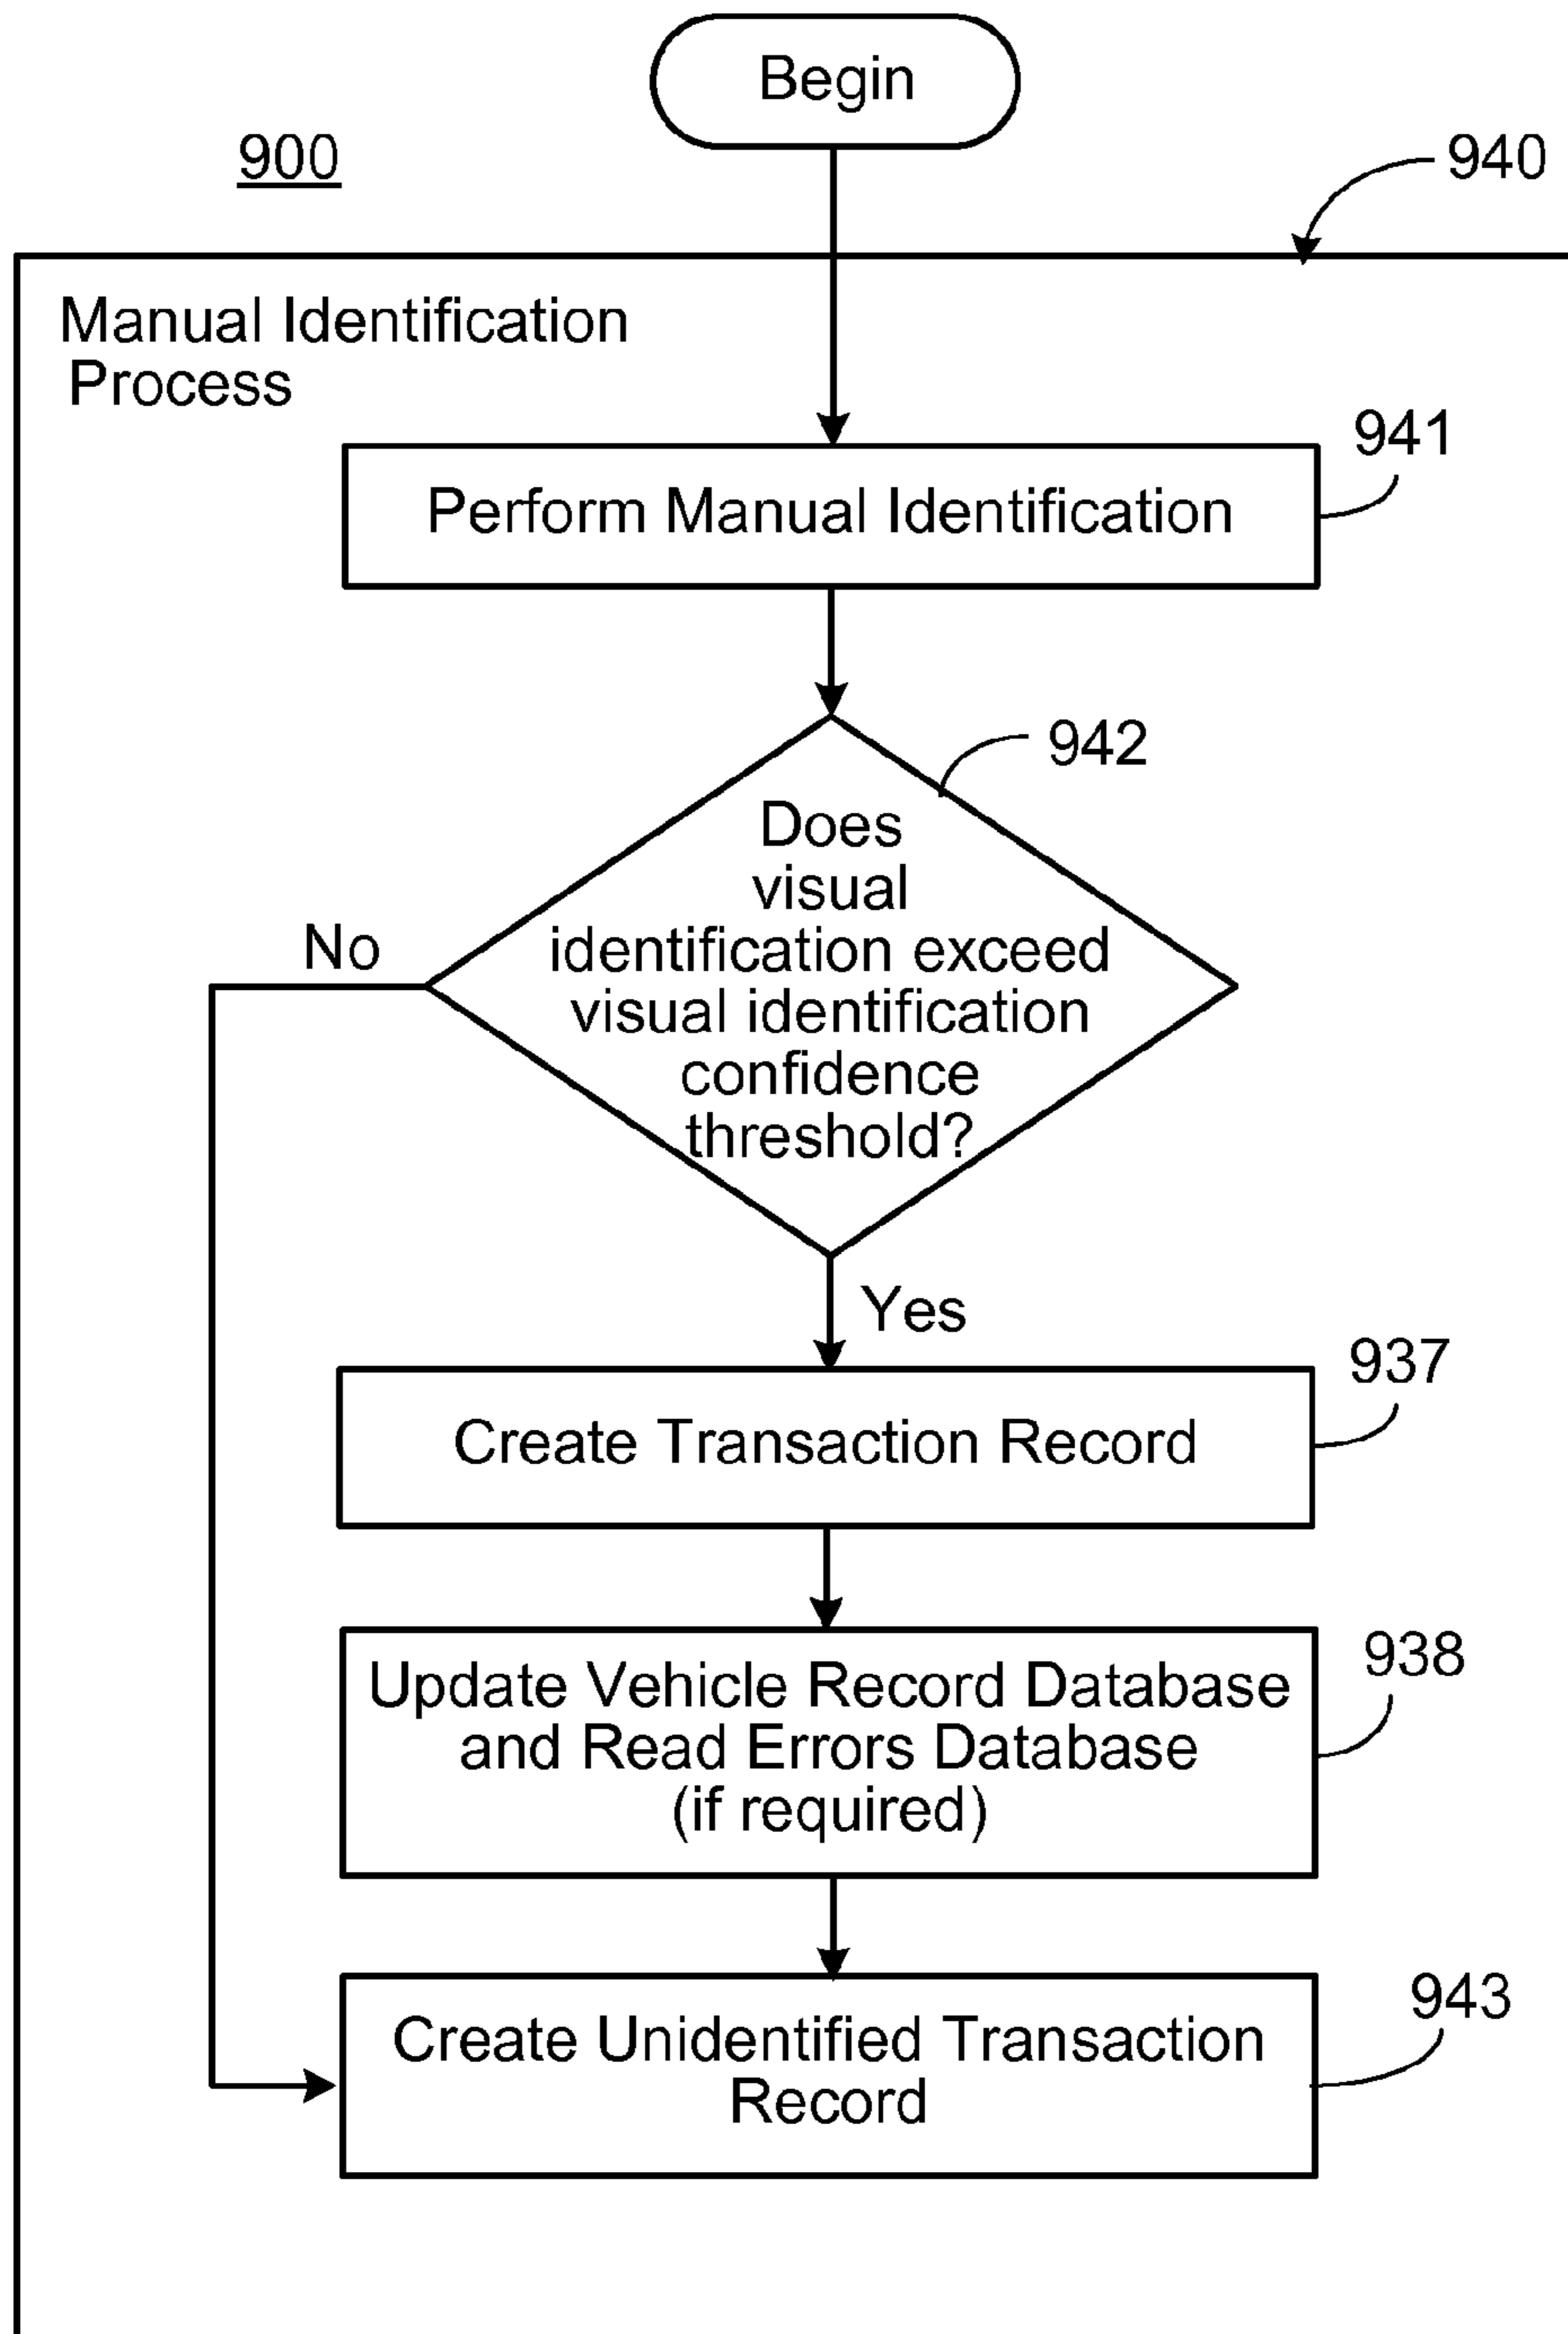 Begin
900
940
Manual Identification
Process
941
Perform Manual Identification
942
Does
visual
identification exceed
visual identification
confidence
threshold?
No
Yes
937
Create Transaction Record
938
Update Vehicle Record Database
and Read Errors Database
(if required)
943
Create Unidentified Transaction
Record